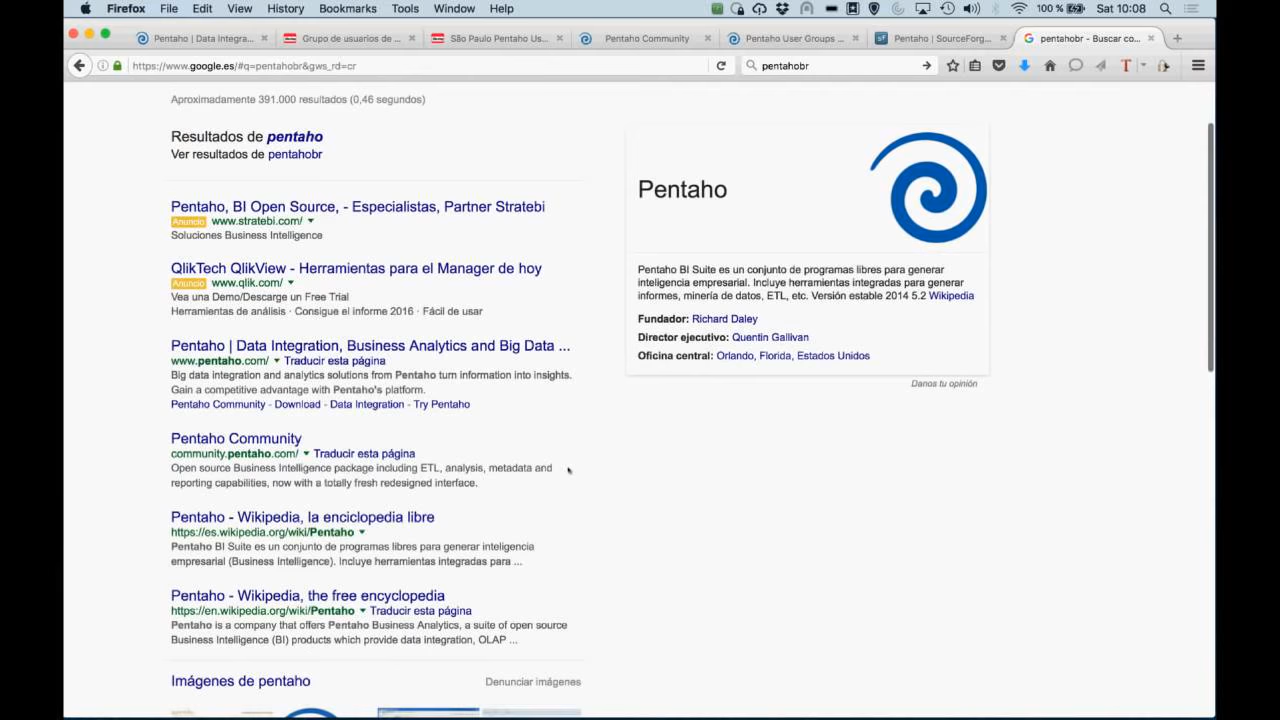 Firefox File Edit View History Bookmarks Tools Window Help 100 % Sat 10:08
Pentaho | Data Integra... Grupo de usuarios de ... São Paulo Pentaho Us... Pentaho Community Pentaho User Groups ... Pentaho | SourceForg... pentahobr - Buscar co...
https://www.google.es/#q=pentahobr&gws_rd=cr pentahobr
Aproximadamente 391.000 resultados (0,46 segundos)
Resultados de pentaho
Ver resultados de pentahobr
Pentaho, BI Open Source, - Especialistas, Partner Stratebi
Anuncio www.stratebi.com/
Soluciones Business Intelligence
QlikTech QlikView - Herramientas para el Manager de hoy
Anuncio www.qlik.com/
Vea una Demo/Descarge un Free Trial
Herramientas de análisis · Consigue el informe 2016 · Fácil de usar
Pentaho | Data Integration, Business Analytics and Big Data ...
www.pentaho.com/ Traducir esta página
Big data integration and analytics solutions from Pentaho turn information into insights.
Gain a competitive advantage with Pentaho's platform.
Pentaho Community - Download - Data Integration - Try Pentaho
Pentaho Community
community.pentaho.com/ Traducir esta página
Open source Business Intelligence package including ETL, analysis, metadata and
reporting capabilities, now with a totally fresh redesigned interface.
Pentaho - Wikipedia, la enciclopedia libre
https://es.wikipedia.org/wiki/Pentaho
Pentaho BI Suite es un conjunto de programas libres para generar inteligencia
empresarial (Business Intelligence). Incluye herramientas integradas para ...
Pentaho - Wikipedia, the free encyclopedia
https://en.wikipedia.org/wiki/Pentaho Traducir esta página
Pentaho is a company that offers Pentaho Business Analytics, a suite of open source
Business Intelligence (BI) products which provide data integration, OLAP ...
Imágenes de pentaho Denunciar imágenes
Pentaho
Pentaho BI Suite es un conjunto de programas libres para generar
inteligencia empresarial. Incluye herramientas integradas para generar
informes, minería de datos, ETL, etc. Versión estable 2014 5.2 Wikipedia
Fundador: Richard Daley
Director ejecutivo: Quentin Gallivan
Oficina central: Orlando, Florida, Estados Unidos
Danos tu opinión